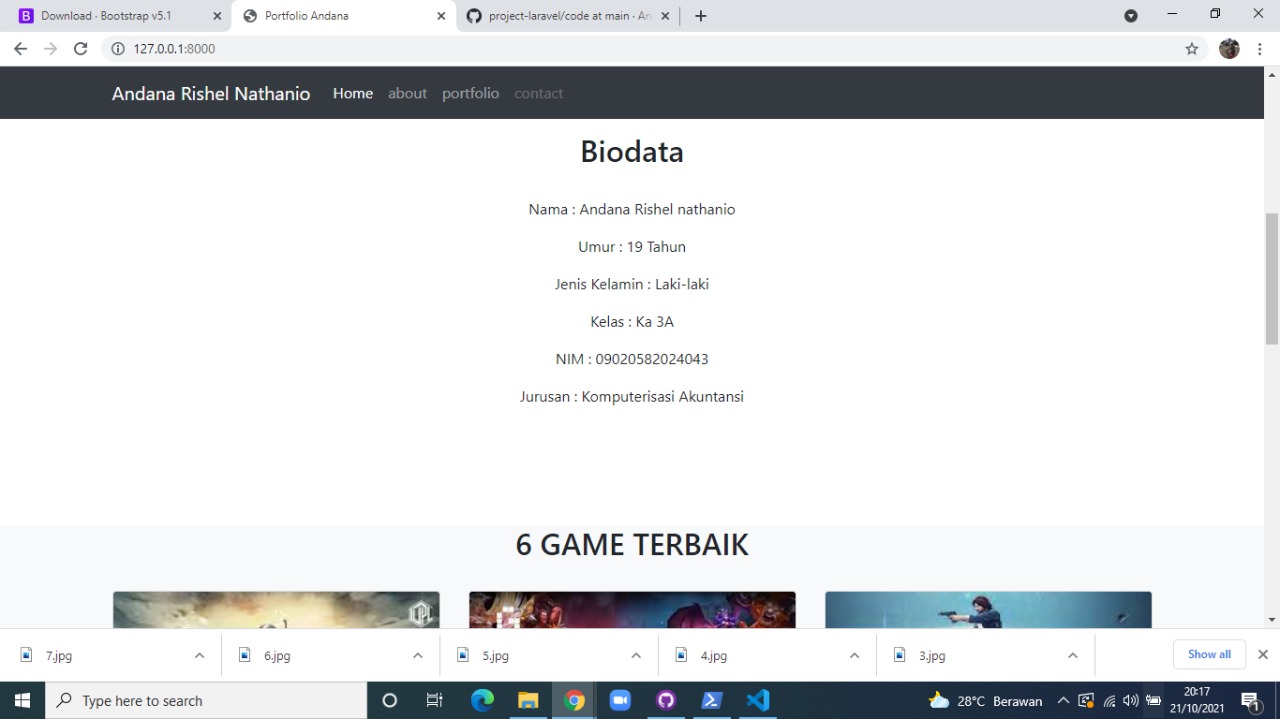 Download · Bootstrap v5.1
Portfolio Andana
project-laravel/code at main · An
127.0.0.1:8000
Andana Rishel Nathanio Home about portfolio contact
Biodata
Nama : Andana Rishel nathanio
Umur : 19 Tahun
Jenis Kelamin : Laki-laki
Kelas : Ka 3A
NIM : 09020582024043
Jurusan : Komputerisasi Akuntansi
6 GAME TERBAIK
7.jpg
6.jpg
5.jpg
4.jpg
3.jpg
Show all
Type here to search
28°C Berawan
20:17
21/10/2021
1